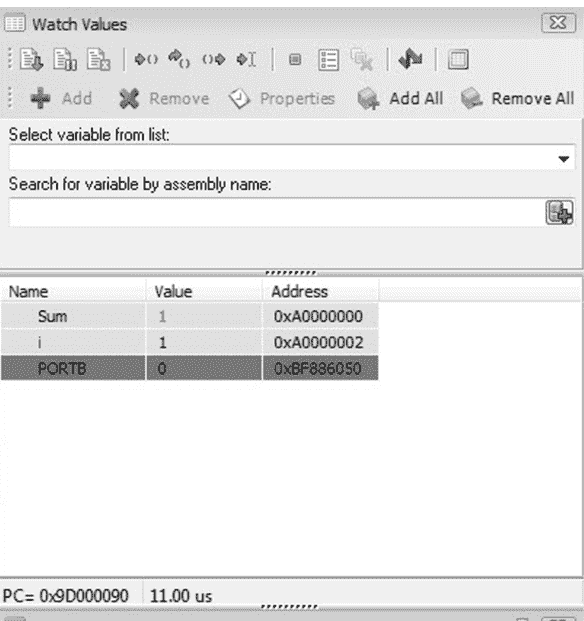 Watch Values
Add Remove Properties Add All Remove All
Select variable from list:
Search for variable by assembly name:
Name Value Address
Sum 1 0xA0000000
i 1 0xA0000002
PORTB 0 0xBF886050
PC= 0x9D000090 11.00 us